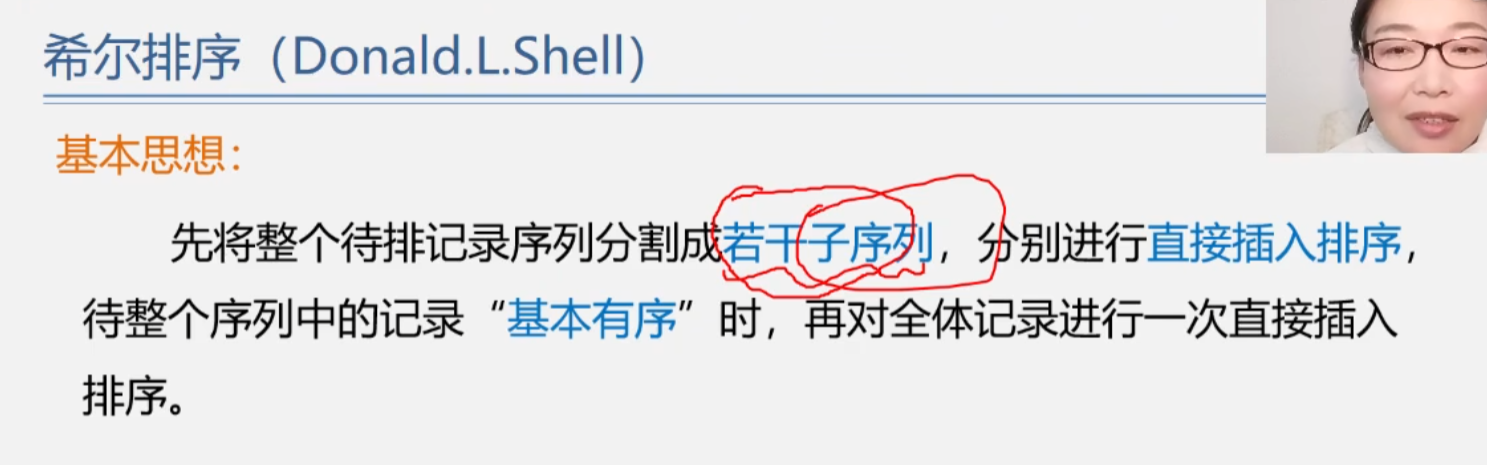 希尔排序（Donald.L.Shell）
基本思想：
先将整个待排记录序列分割成若干子序列，分别进行直接插入排序，
待整个序列中的记录“基本有序”时，再对全体记录进行一次直接插入
排序。